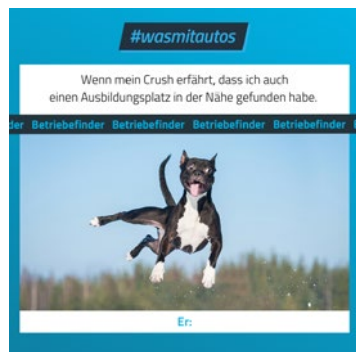 #wasmitautos
Wenn mein Crush erfährt, dass ich auch
einen Ausbildungsplatz in der Nähe gefunden habe.
der Betriebefinder Betriebefinder Betriebefinder Betriebefinder
Er: